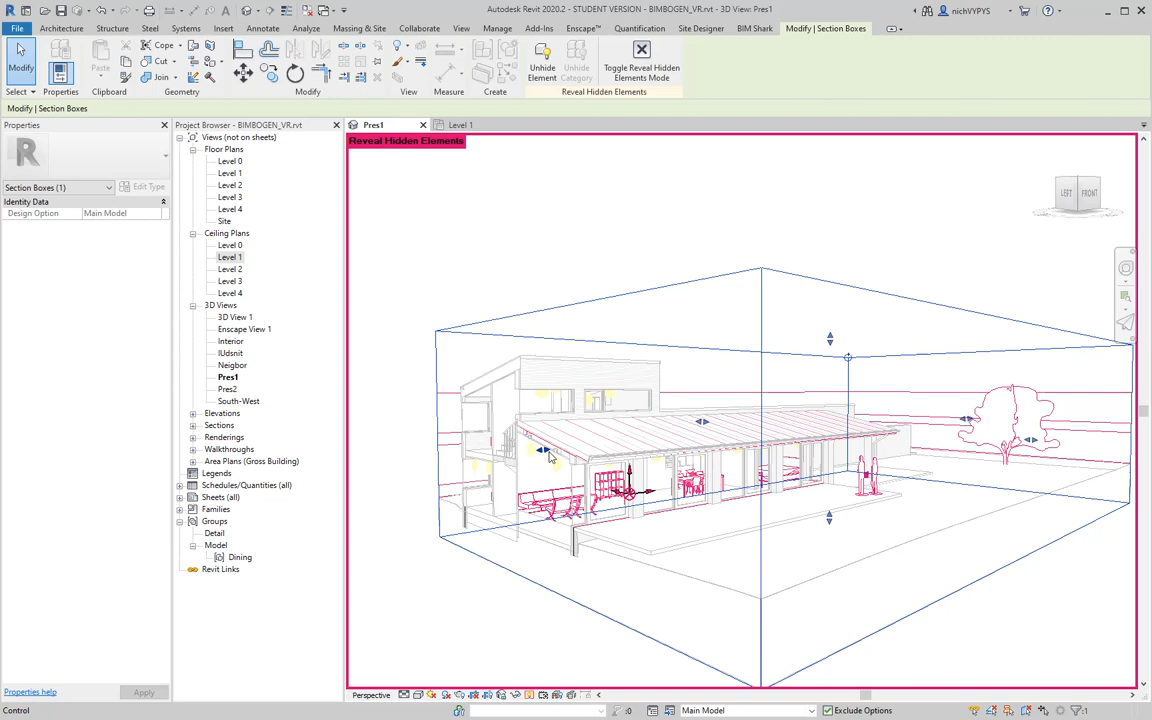 Autodesk Revit 2020.2 - STUDENT VERSION - BIMBOGEN_VR.rvt - 3D View: Pres1
nichVYPYS
File Architecture Structure Steel Systems Insert Annotate Analyze Massing & Site Collaborate View Manage Add-Ins Enscape™ Quantification Site Designer BIM Shark Modify | Section Boxes
Modify
Properties
Paste
Cope
Cut
Join
Unhide Element
Unhide Category
Toggle Reveal Hidden Elements Mode
Select Properties Clipboard Geometry Modify View Measure Create Reveal Hidden Elements
Modify | Section Boxes
Properties
Section Boxes (1)
Edit Type
Identity Data
Design Option Main Model
Properties help
Apply
Project Browser - BIMBOGEN_VR.rvt
Views (not on sheets)
Floor Plans
Level 0
Level 1
Level 2
Level 3
Level 4
Site
Ceiling Plans
Level 0
Level 1
Level 2
Level 3
Level 4
3D Views
3D View 1
Enscape View 1
Interior
IUdsnit
Neigbor
Pres1
Pres2
South-West
Elevations
Sections
Renderings
Walkthroughs
Area Plans (Gross Building)
Legends
Schedules/Quantities (all)
Sheets (all)
Families
Groups
Detail
Model
Dining
Revit Links
Pres1
Level 1
Reveal Hidden Elements
LEFT FRONT
Perspective
Control
:0
Main Model
Exclude Options
:1